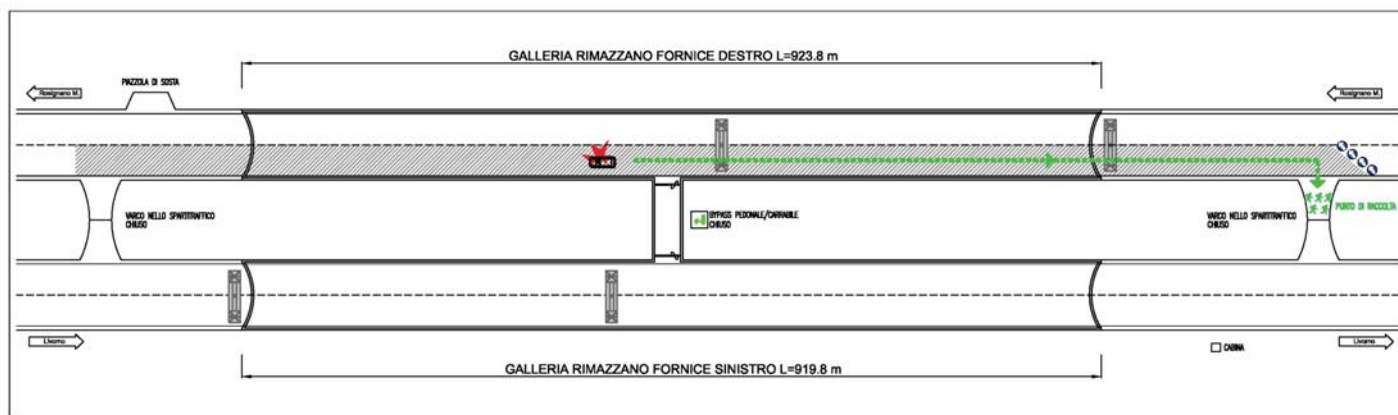 GALLERIA RIMAZZANO FORNICE DESTRO L=923.8 m
PIAZZOLA DI SOSTA
Rosignano M.
Rosignano M.
VARCO NELLO SPARTITRAFFICO
CHIUSO
BYPASS PEDONALE/CARRABILE
CHIUSO
VARCO NELLO SPARTITRAFFICO
CHIUSO
PUNTO DI RACCOLTA
Livorno
CABINA
Livorno
GALLERIA RIMAZZANO FORNICE SINISTRO L=919.8 m